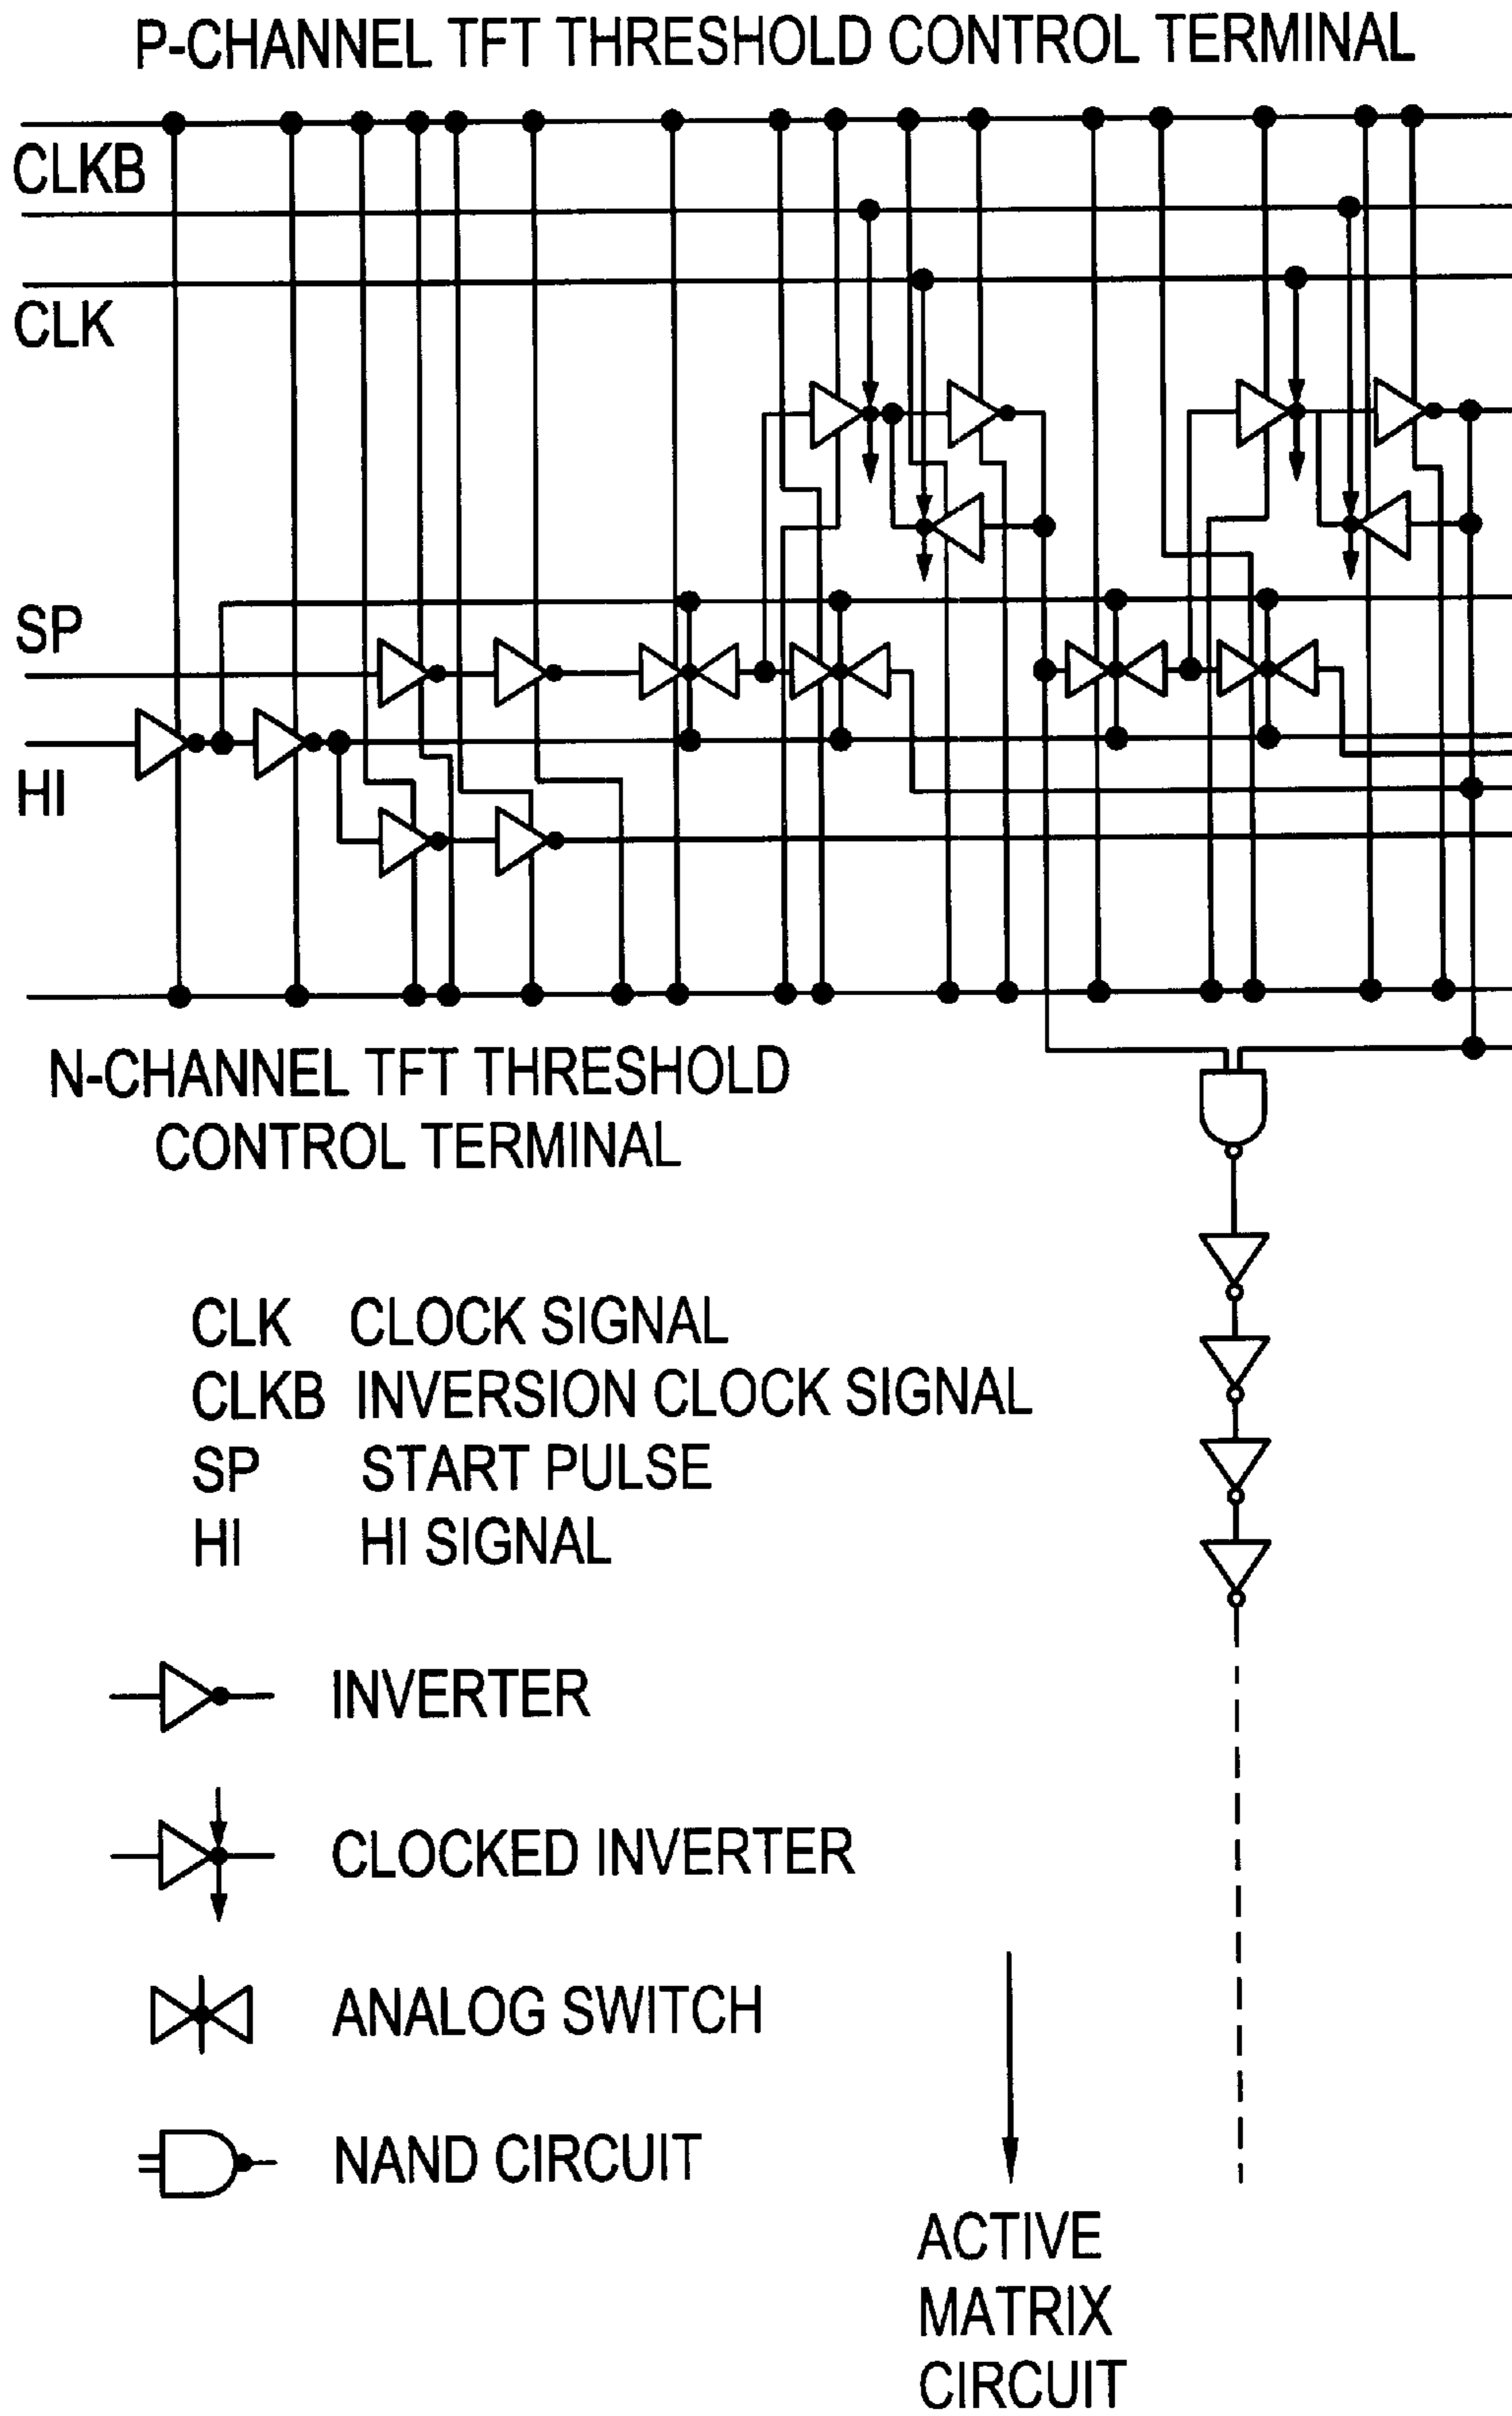 P-CHANNEL TFT THRESHOLD CONTROL TERMINAL
CLKB
CLK
SP
HI
N-CHANNEL TFT THRESHOLD
CONTROL TERMINAL
CLK CLOCK SIGNAL
CLKB INVERSION CLOCK SIGNAL
SP START PULSE
HI HI SIGNAL
INVERTER
CLOCKED INVERTER
ANALOG SWITCH
NAND CIRCUIT
ACTIVE
MATRIX
CIRCUIT